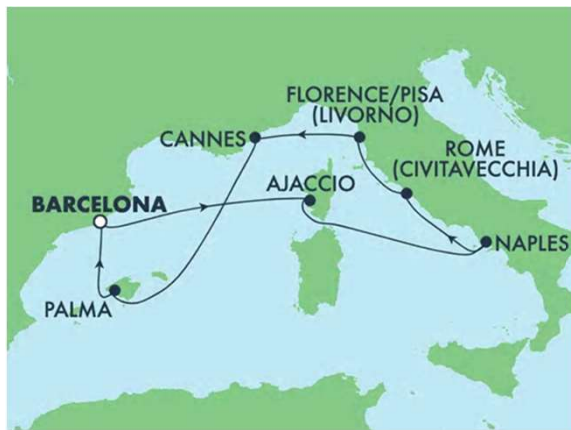 FLORENCE/PISA
(LIVORNO)
CANNES
ROME
(CIVITAVECCHIA)
AJACCIO
BARCELONA
NAPLES
PALMA